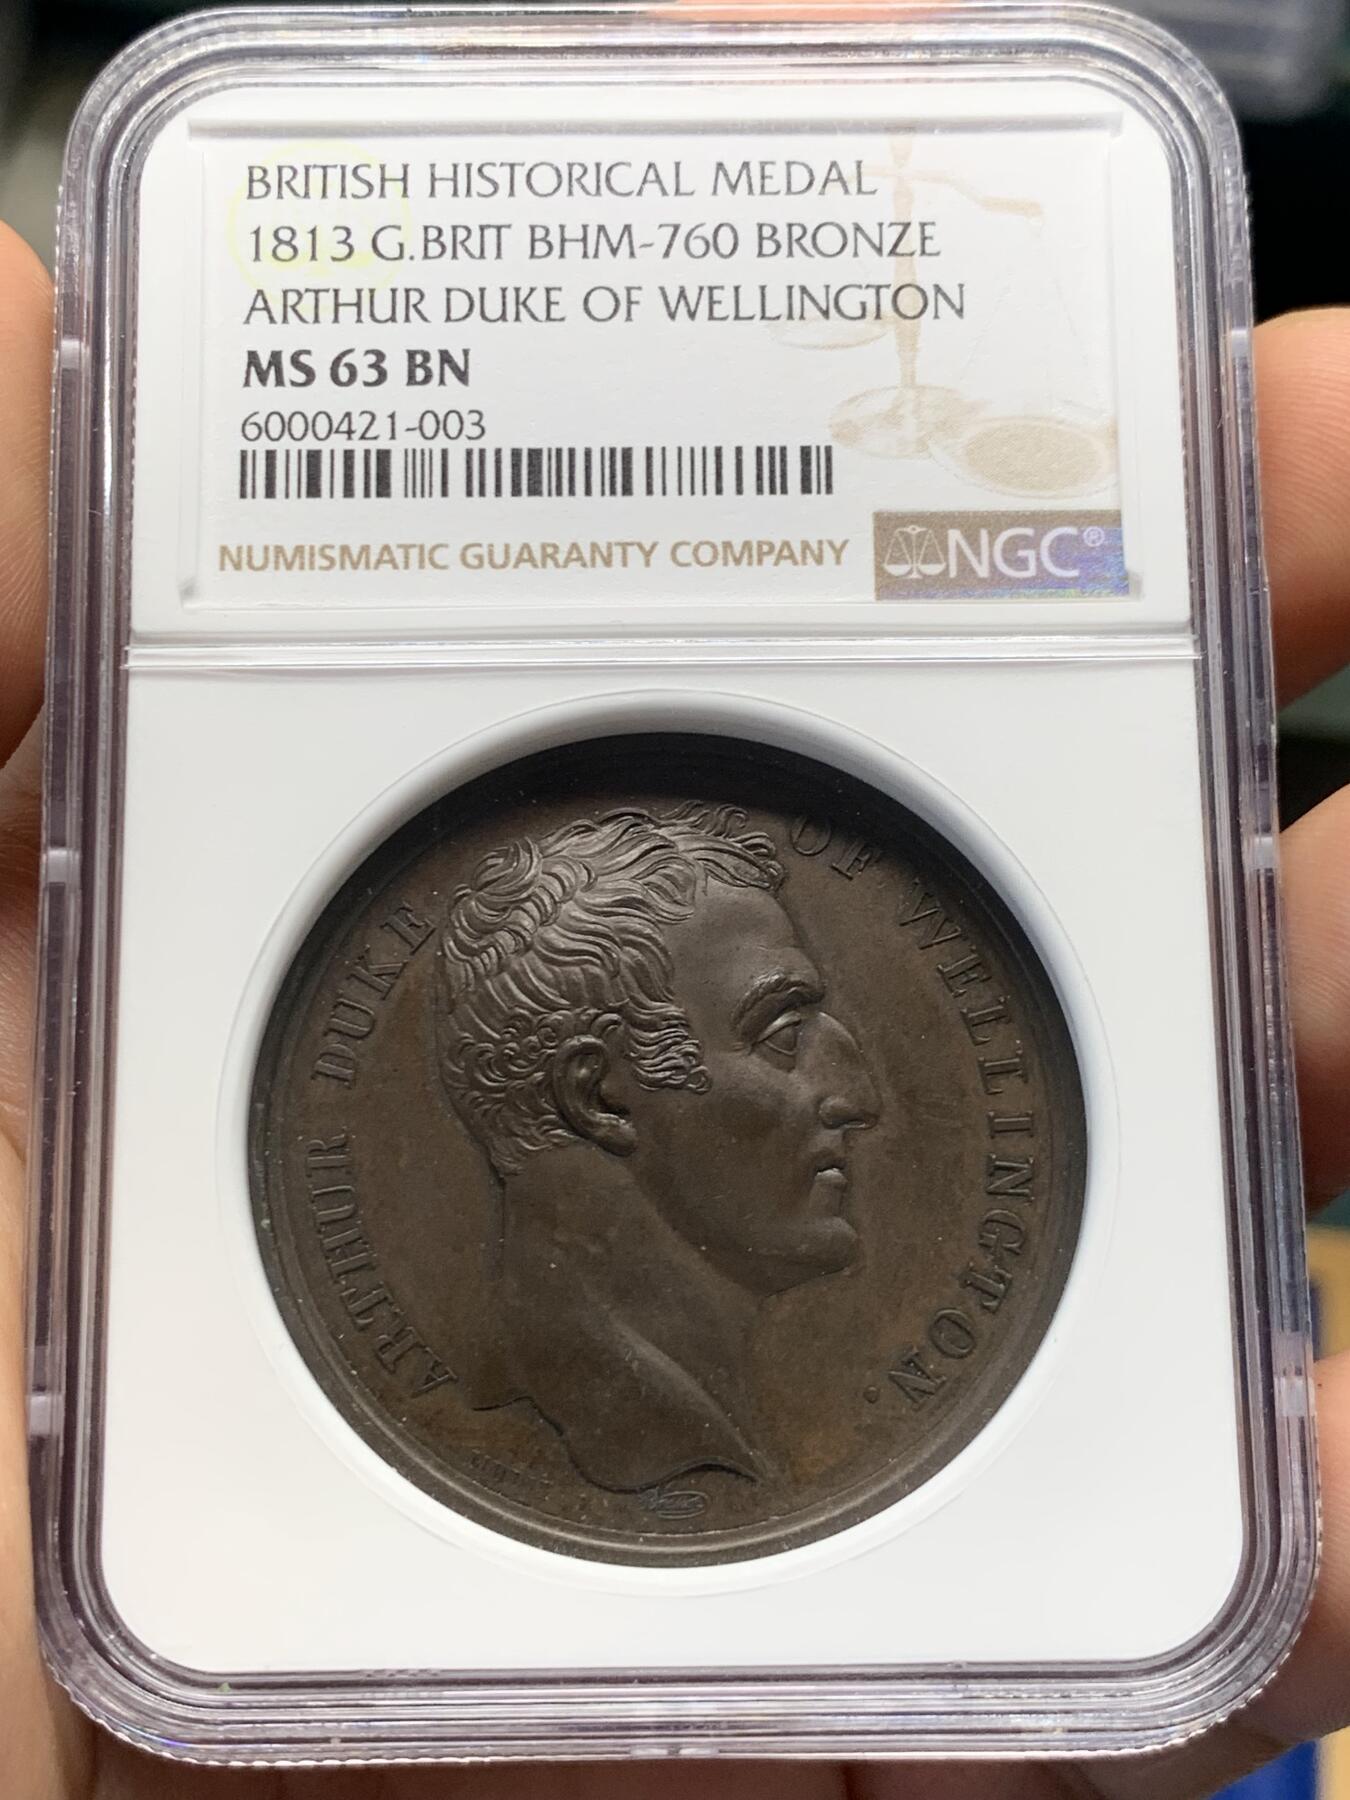 BRITISH HISTORICAL MEDAL
1813 G.BRIT BHM-760 BRONZE
ARTHUR DUKE OF WELLINGTON
MS 63 BN
6000421-003
NUMISMATIC GUARANTY COMPANY
NGC®
ARTHUR DUKE OF WELLINGTON.